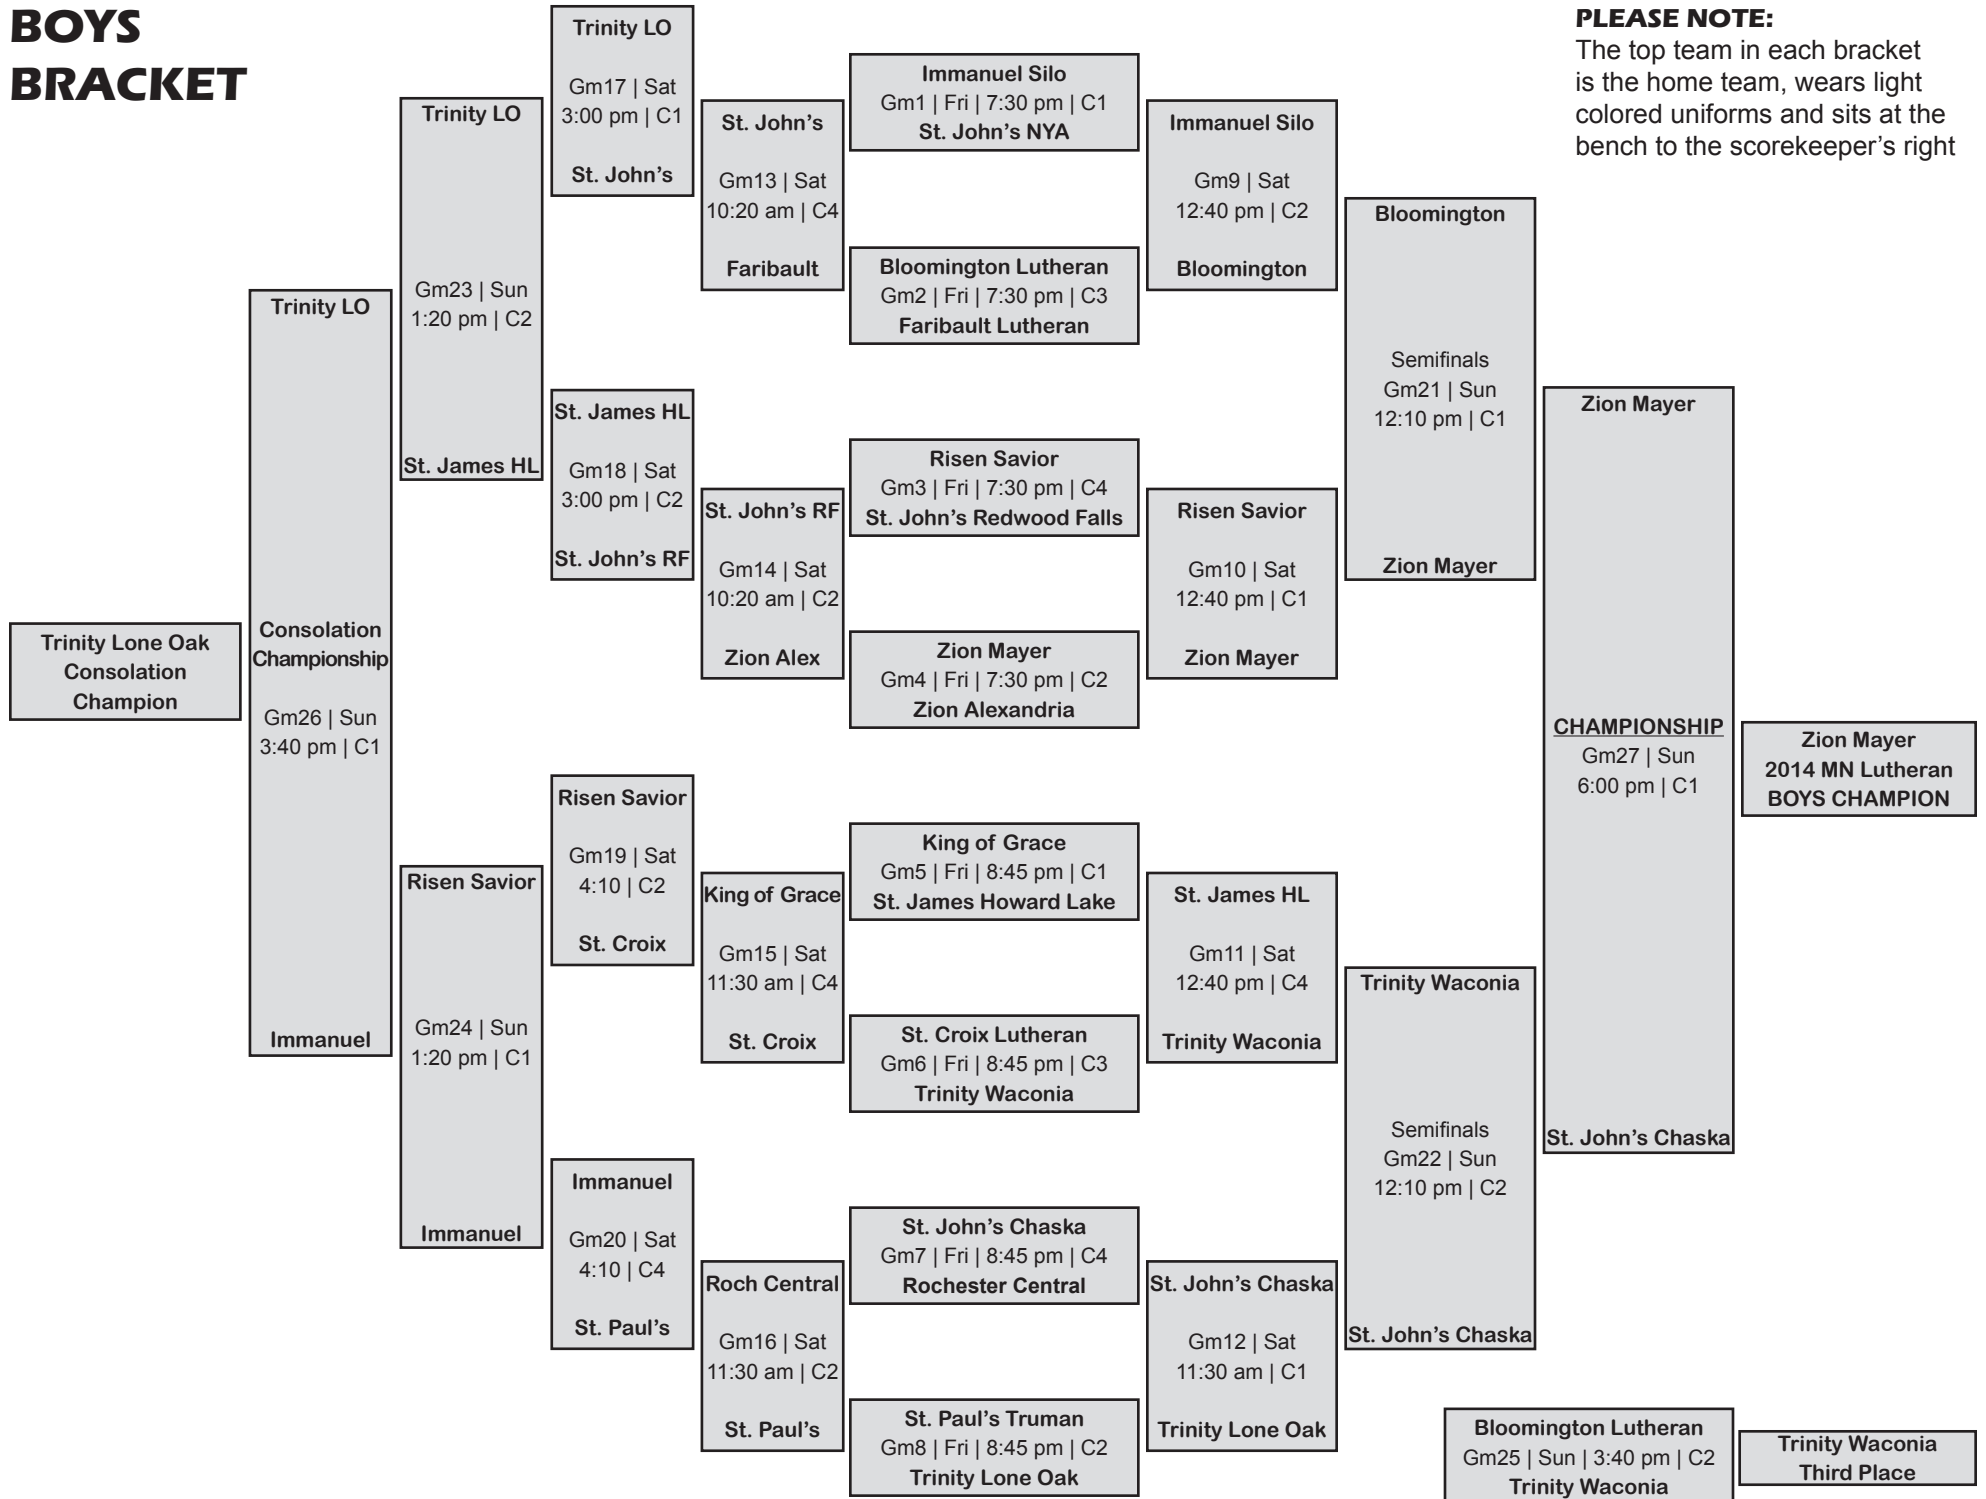 BOYS
BRACKET
PLEASE NOTE:
The top team in each bracket
is the home team, wears light
colored uniforms and sits at the
bench to the scorekeeper's right
Trinity Lone Oak
Consolation
Champion
Trinity LO
Consolation
Championship
Gm26 | Sun
3:40 pm | C1
Immanuel
Trinity LO
Gm23 | Sun
1:20 pm | C2
St. James HL
Risen Savior
Gm24 | Sun
1:20 pm | C1
Immanuel
Trinity LO
Gm17 | Sat
3:00 pm | C1
St. John's
St. James HL
Gm18 | Sat
3:00 pm | C2
St. John's RF
Risen Savior
Gm19 | Sat
4:10 | C2
St. Croix
Immanuel
Gm20 | Sat
4:10 | C4
St. Paul's
St. John's
Gm13 | Sat
10:20 am | C4
Faribault
St. John's RF
Gm14 | Sat
10:20 am | C2
Zion Alex
King of Grace
Gm15 | Sat
11:30 am | C4
St. Croix
Roch Central
Gm16 | Sat
11:30 am | C2
St. Paul's
Immanuel Silo
Gm1 | Fri | 7:30 pm | C1
St. John's NYA
Bloomington Lutheran
Gm2 | Fri | 7:30 pm | C3
Faribault Lutheran
Risen Savior
Gm3 | Fri | 7:30 pm | C4
St. John's Redwood Falls
Zion Mayer
Gm4 | Fri | 7:30 pm | C2
Zion Alexandria
King of Grace
Gm5 | Fri | 8:45 pm | C1
St. James Howard Lake
St. Croix Lutheran
Gm6 | Fri | 8:45 pm | C3
Trinity Waconia
St. John's Chaska
Gm7 | Fri | 8:45 pm | C4
Rochester Central
St. Paul's Truman
Gm8 | Fri | 8:45 pm | C2
Trinity Lone Oak
Immanuel Silo
Gm9 | Sat
12:40 pm | C2
Bloomington
Risen Savior
Gm10 | Sat
12:40 pm | C1
Zion Mayer
St. James HL
Gm11 | Sat
12:40 pm | C4
Trinity Waconia
St. John's Chaska
Gm12 | Sat
11:30 am | C1
Trinity Lone Oak
Bloomington
Semifinals
Gm21 | Sun
12:10 pm | C1
Zion Mayer
Trinity Waconia
Semifinals
Gm22 | Sun
12:10 pm | C2
St. John's Chaska
Zion Mayer
CHAMPIONSHIP
Gm27 | Sun
6:00 pm | C1
St. John's Chaska
Zion Mayer
2014 MN Lutheran
BOYS CHAMPION
Bloomington Lutheran
Gm25 | Sun | 3:40 pm | C2
Trinity Waconia
Trinity Waconia
Third Place